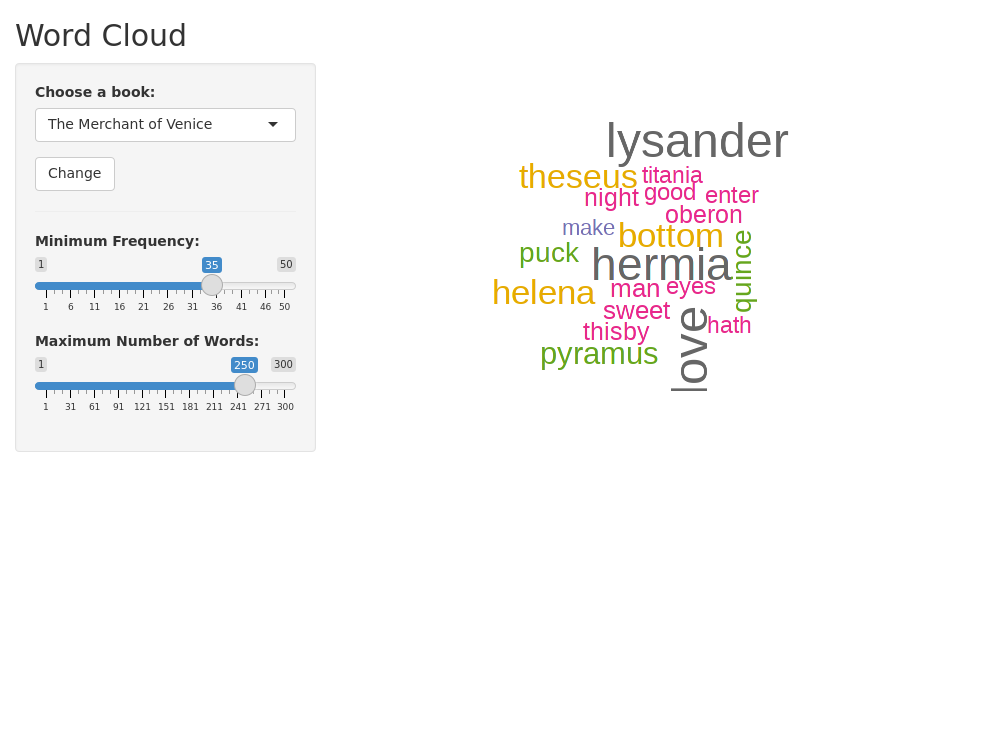 Word Cloud
Choose a book:
The Merchant of Venice
Change
Minimum Frequency:
1 35 50
1 6 11 16 21 26 31 36 41 46 50
Maximum Number of Words:
1 250 300
1 31 61 91 121 151 181 211 241 271 300
lysander
theseus titania
night good enter
oberon
make bottom
puck hermia quince
helena man eyes
sweet
thisby love hath
pyramus